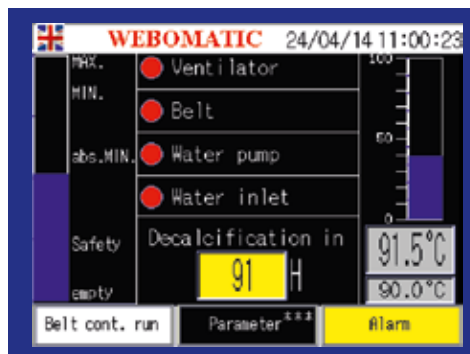 WEBOMATIC 24/04/14 11:00:23
MAX.
MIN.
abs.MIN.
Safety
empty
Ventilator
Belt
Water pump
Water inlet
Decalcification in
91 H
100
50
0
91.5°C
90.0°C
Belt cont. run
Parameter***
Alarm